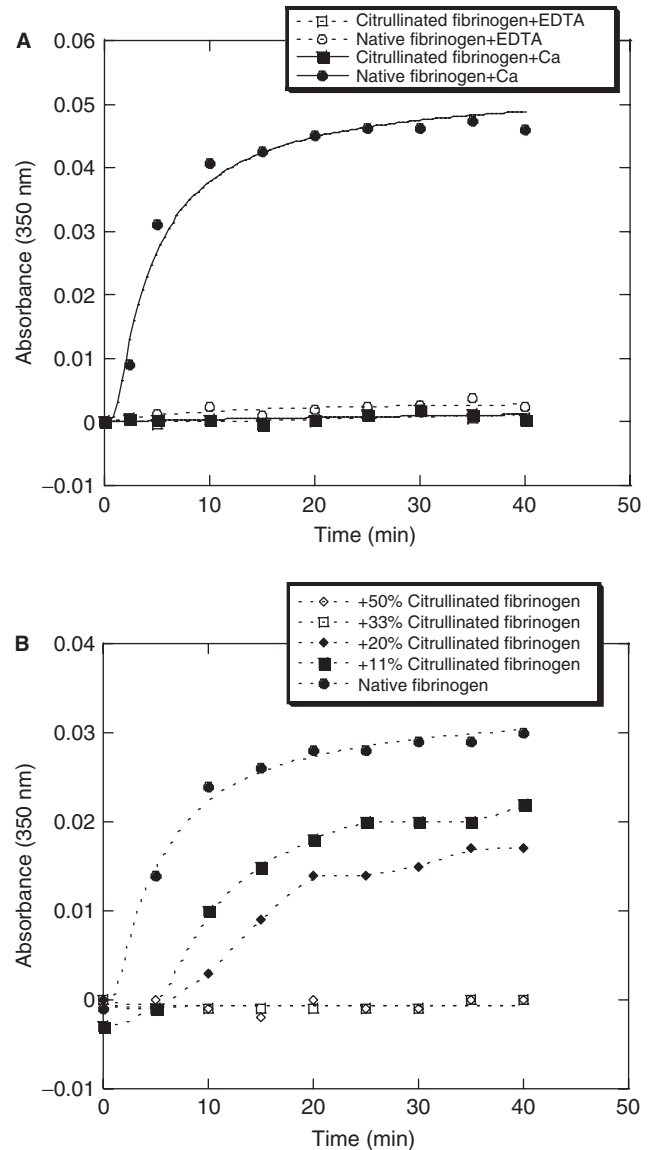 A
Citrullinated fibrinogen+EDTA
Native fibrinogen+EDTA
Citrullinated fibrinogen+Ca
Native fibrinogen+Ca
0.06
0.05
0.04
0.03
0.02
0.01
0
−0.01
Absorbance (350 nm)
0 10 20 30 40 50
Time (min)
B
+50% Citrullinated fibrinogen
+33% Citrullinated fibrinogen
+20% Citrullinated fibrinogen
+11% Citrullinated fibrinogen
Native fibrinogen
0.04
0.03
0.02
0.01
0
−0.01
Absorbance (350 nm)
0 10 20 30 40 50
Time (min)